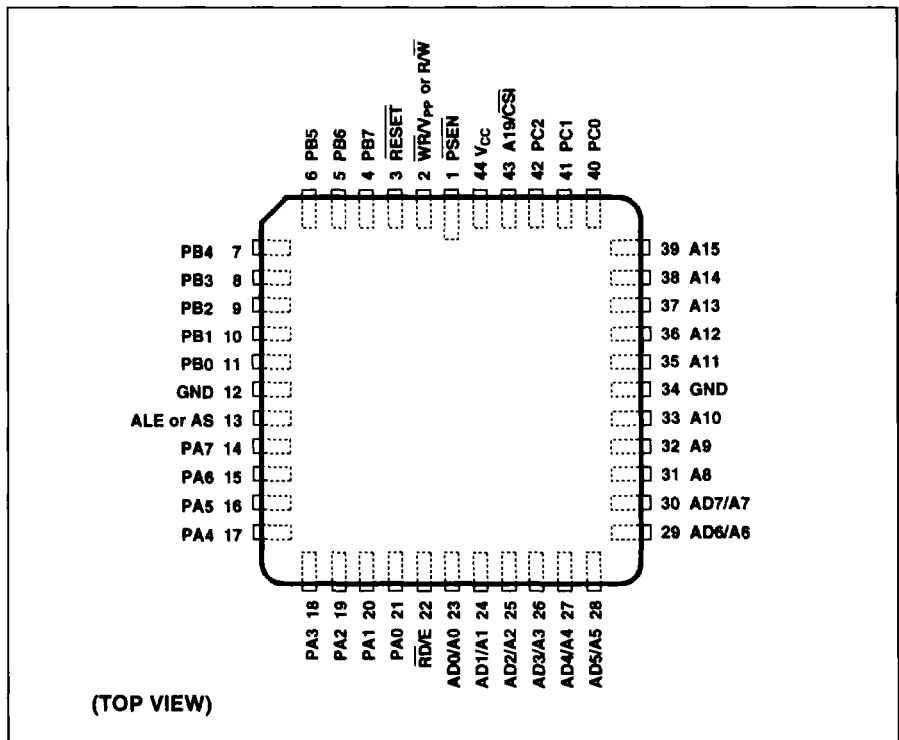 6 PB5
5 PB6
4 PB7
3 R̅E̅S̅E̅T̅
2 W̅R̅/VPP or R/W̅
1 P̅S̅E̅N̅
44 VCC
43 A19/C̅S̅I̅
42 PC2
41 PC1
40 PC0
PB4 7
PB3 8
PB2 9
PB1 10
PB0 11
GND 12
ALE or AS 13
PA7 14
PA6 15
PA5 16
PA4 17
39 A15
38 A14
37 A13
36 A12
35 A11
34 GND
33 A10
32 A9
31 A8
30 AD7/A7
29 AD6/A6
PA3 18
PA2 19
PA1 20
PA0 21
R̅D̅/E 22
AD0/A0 23
AD1/A1 24
AD2/A2 25
AD3/A3 26
AD4/A4 27
AD5/A5 28
(TOP VIEW)